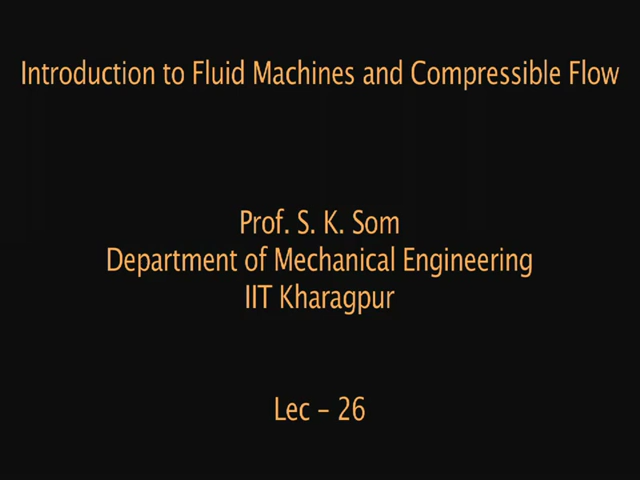 Introduction to Fluid Machines and Compressible Flow
Prof. S. K. Som
Department of Mechanical Engineering
IIT Kharagpur
Lec – 26